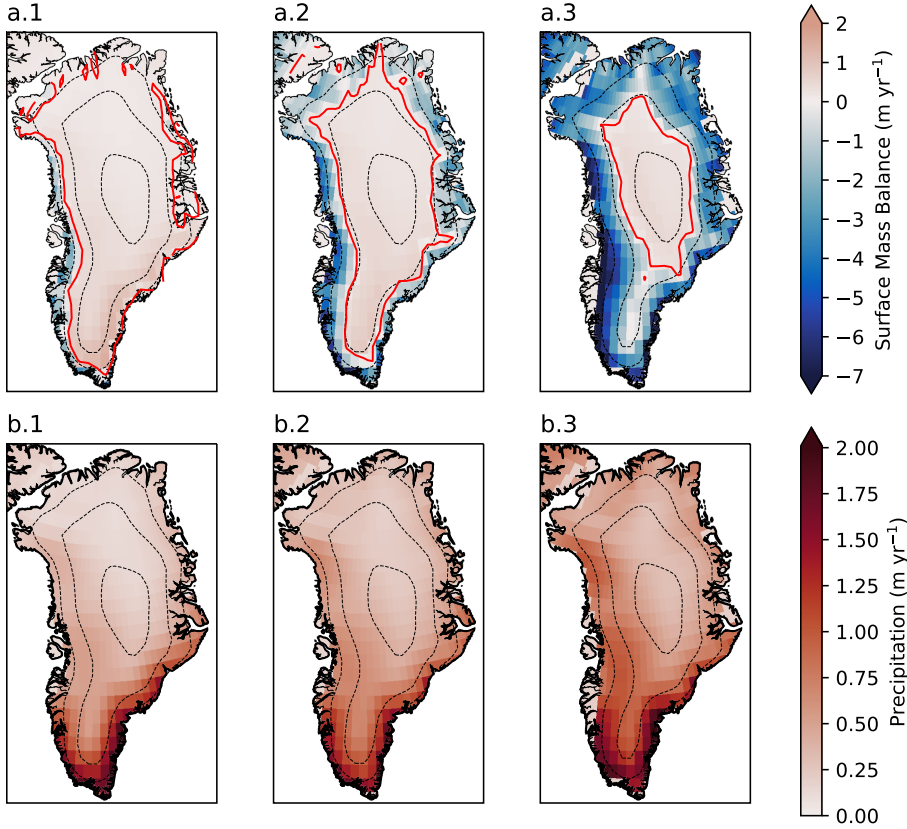 a.1
a.2
a.3
2
1
0
−1
−2
−3
−4
−5
−6
−7
Surface Mass Balance (m yr⁻¹)
b.1
b.2
b.3
2.00
1.75
1.50
1.25
1.00
0.75
0.50
0.25
0.00
Precipitation (m yr⁻¹)